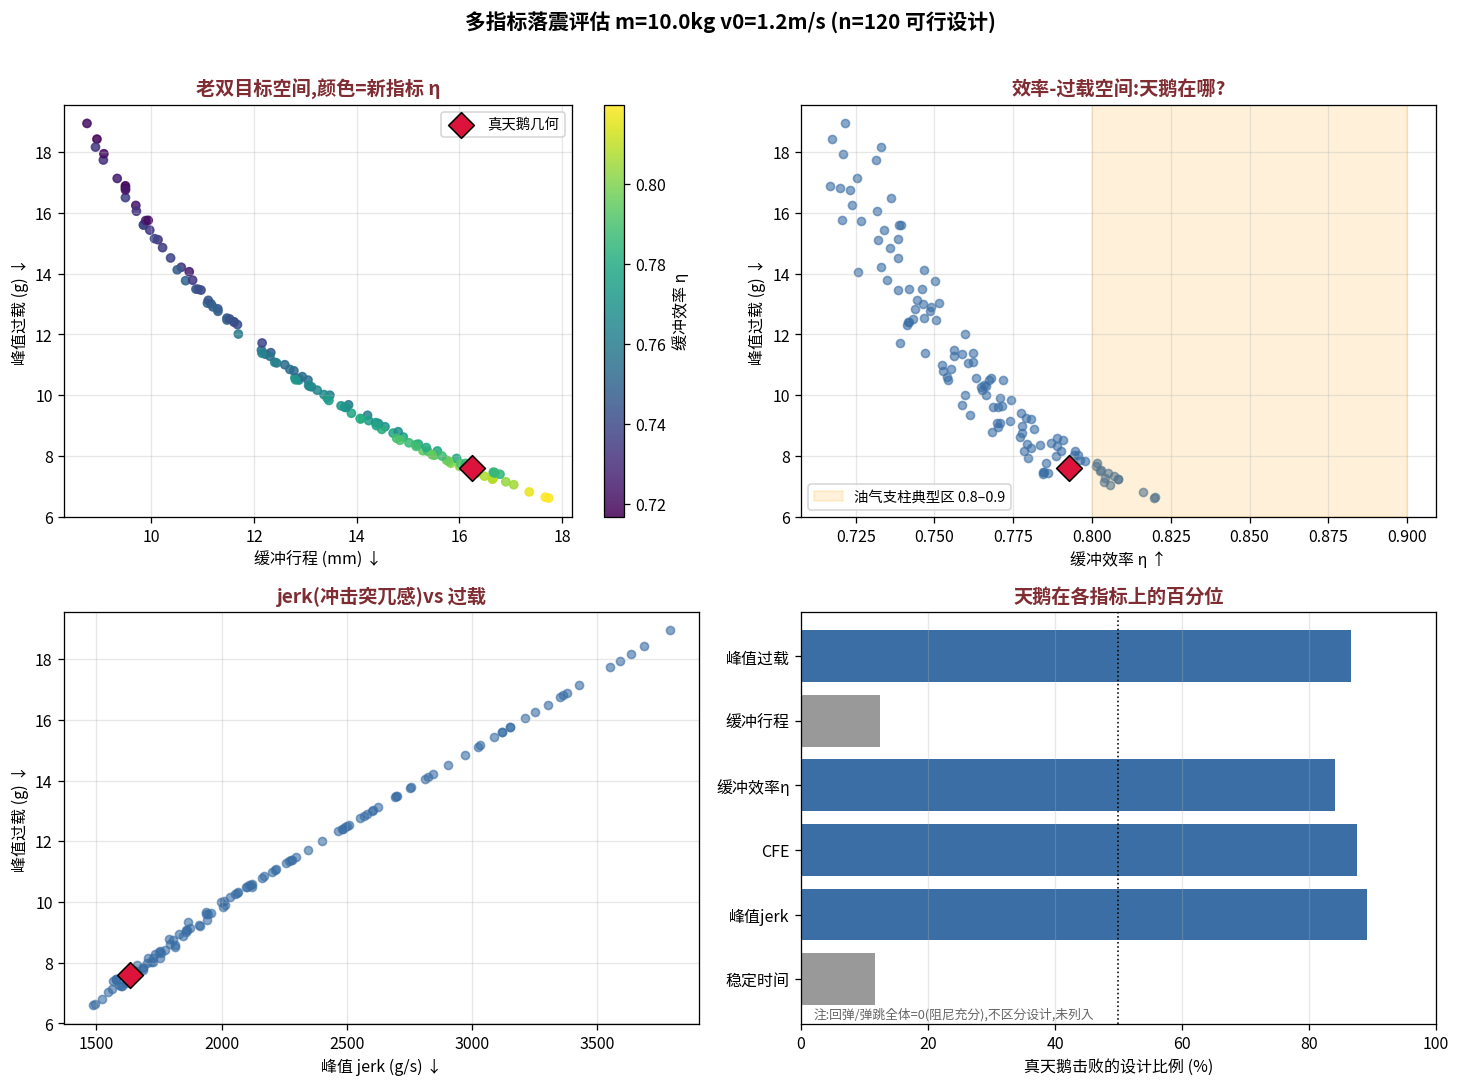 多指标落震评估 m=10.0kg v0=1.2m/s (n=120 可行设计)
老双目标空间,颜色=新指标 η
真天鹅几何
峰值过载 (g) ↓
18
16
14
12
10
8
6
10
12
14
16
18
缓冲行程 (mm) ↓
0.80
0.78
0.76
0.74
0.72
缓冲效率 η
效率-过载空间:天鹅在哪?
峰值过载 (g) ↓
18
16
14
12
10
8
6
油气支柱典型区 0.8–0.9
0.725
0.750
0.775
0.800
0.825
0.850
0.875
0.900
缓冲效率 η ↑
jerk(冲击突兀感)vs 过载
峰值过载 (g) ↓
18
16
14
12
10
8
6
1500
2000
2500
3000
3500
峰值 jerk (g/s) ↓
天鹅在各指标上的百分位
峰值过载
缓冲行程
缓冲效率η
CFE
峰值jerk
稳定时间
注:回弹/弹跳全体=0(阻尼充分),不区分设计,未列入
0
20
40
60
80
100
真天鹅击败的设计比例 (%)